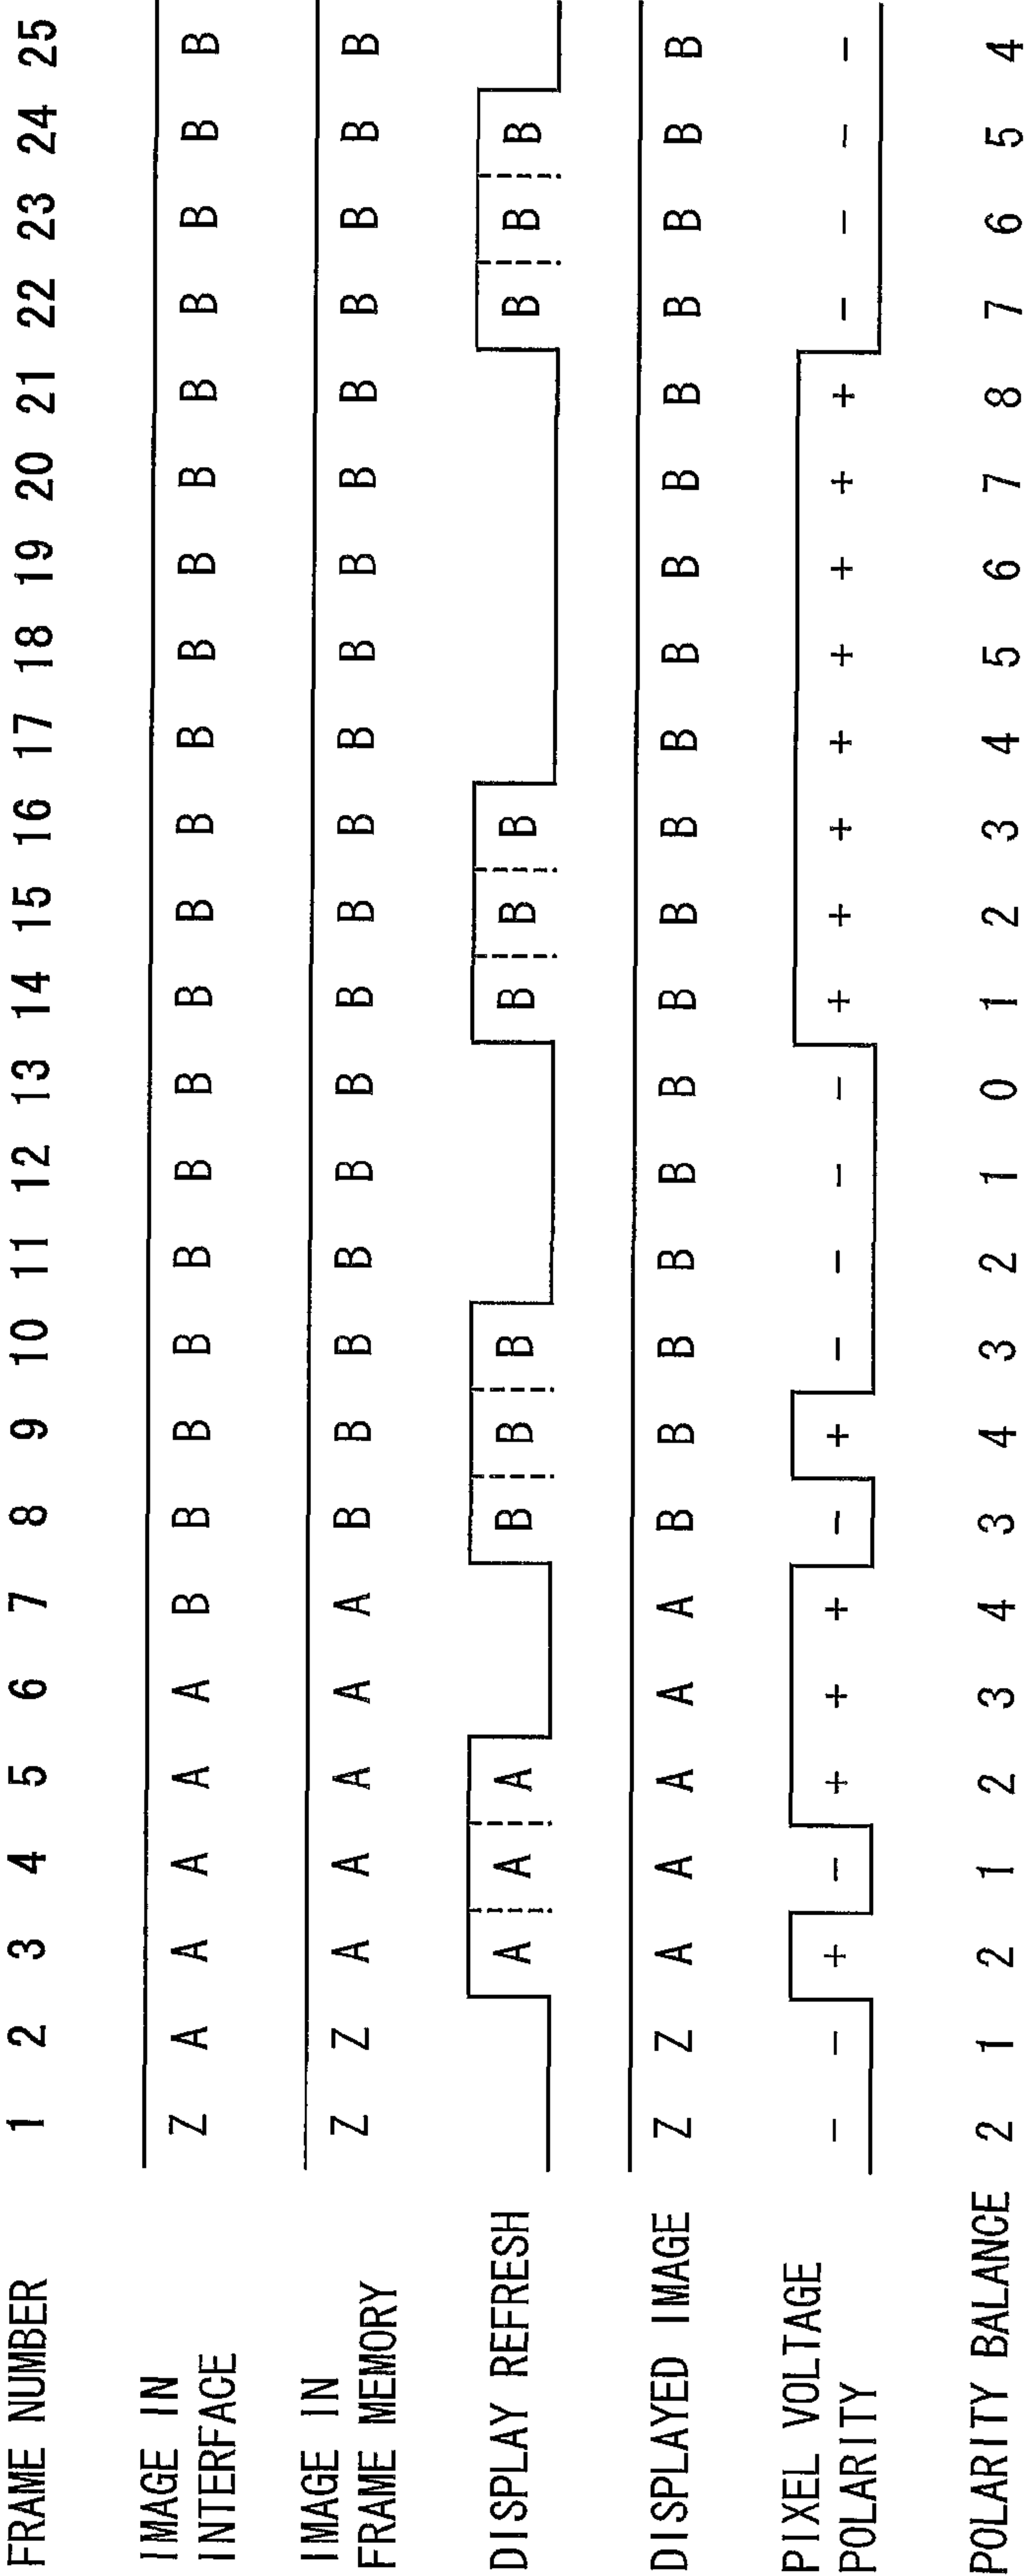 FRAME NUMBER 1 2 3 4 5 6 7 8 9 10 11 12 13 14 15 16 17 18 19 20 21 22 23 24 25
IMAGE IN
INTERFACE
Z A A A A A B B B B B B B B B B B B B B B B B B B
IMAGE IN
FRAME MEMORY
Z Z A A A A A B B B B B B B B B B B B B B B B B B
DISPLAY REFRESH A A A B B B B B B B B B
DISPLAYED IMAGE Z Z A A A A A B B B B B B B B B B B B B B B B B B
PIXEL VOLTAGE
POLARITY
− − + − + + + − + − − − − + + + + + + + + − − − −
POLARITY BALANCE 2 1 2 1 2 3 4 3 4 3 2 1 0 1 2 3 4 5 6 7 8 7 6 5 4